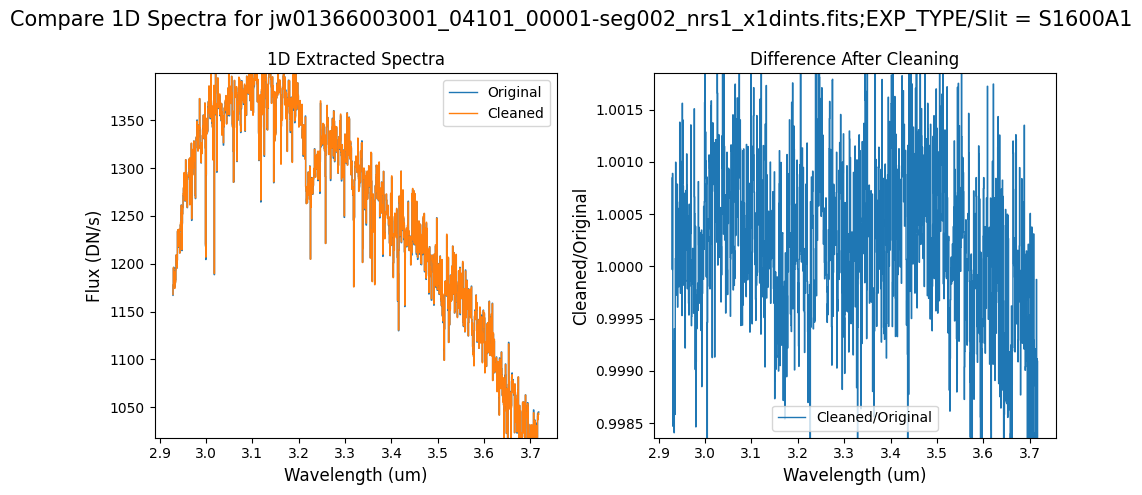 Compare 1D Spectra for jw01366003001_04101_00001-seg002_nrs1_x1dints.fits;EXP_TYPE/Slit = S1600A1
1D Extracted Spectra
Flux (DN/s)
1350
1300
1250
1200
1150
1100
1050
Original
Cleaned
2.9 3.0 3.1 3.2 3.3 3.4 3.5 3.6 3.7
Wavelength (um)
Difference After Cleaning
Cleaned/Original
1.0015
1.0010
1.0005
1.0000
0.9995
0.9990
0.9985
Cleaned/Original
2.9 3.0 3.1 3.2 3.3 3.4 3.5 3.6 3.7
Wavelength (um)